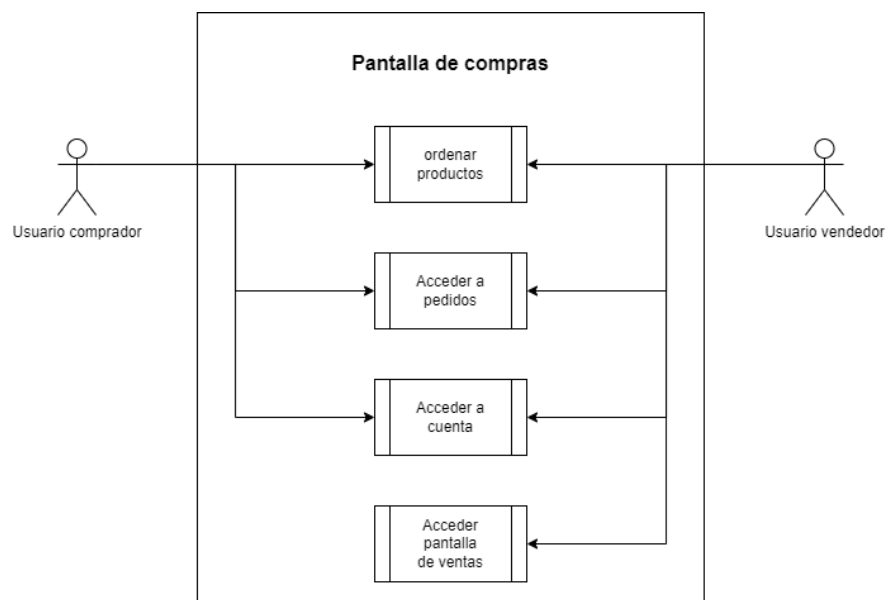 Pantalla de compras
ordenar
productos
Usuario comprador
Usuario vendedor
Acceder a
pedidos
Acceder a
cuenta
Acceder
pantalla
de ventas